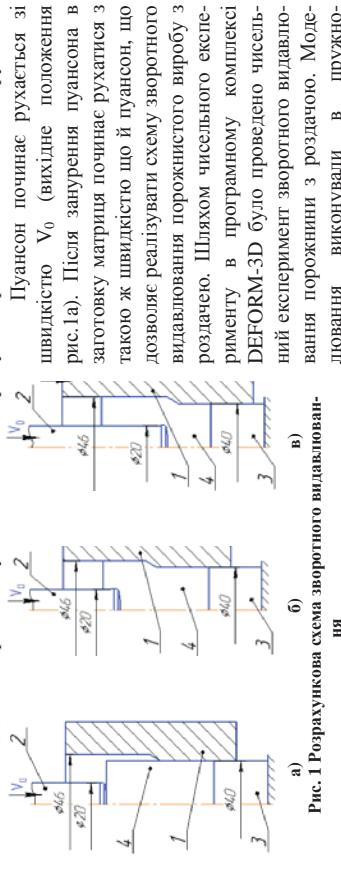 Пуансон починає рухається зі
швидкістю V₀ (вихідне положення
рис.1а). Після занурення пуансона в
заготовку матриця починає рухатися з
такою ж швидкістю що й пуансон, що
дозволяє реалізувати схему зворотного
видавлювання порожнистого виробу з
роздачею. Шляхом чисельного експе-
рименту в програмному комплексі
DEFORM-3D було проведено чисель-
ний експеримент зворотного видавлю-
вання порожнини з роздачею. Моде-
лювання виконували в пружно-
V₀
2
ø46
ø20
4
1
ø40
3
а)
V₀
2
ø46
ø20
1
4
ø40
3
б)
V₀
2
ø46
ø20
1
4
ø40
3
в)
Рис. 1 Розрахункова схема зворотного видавлюван-
ня